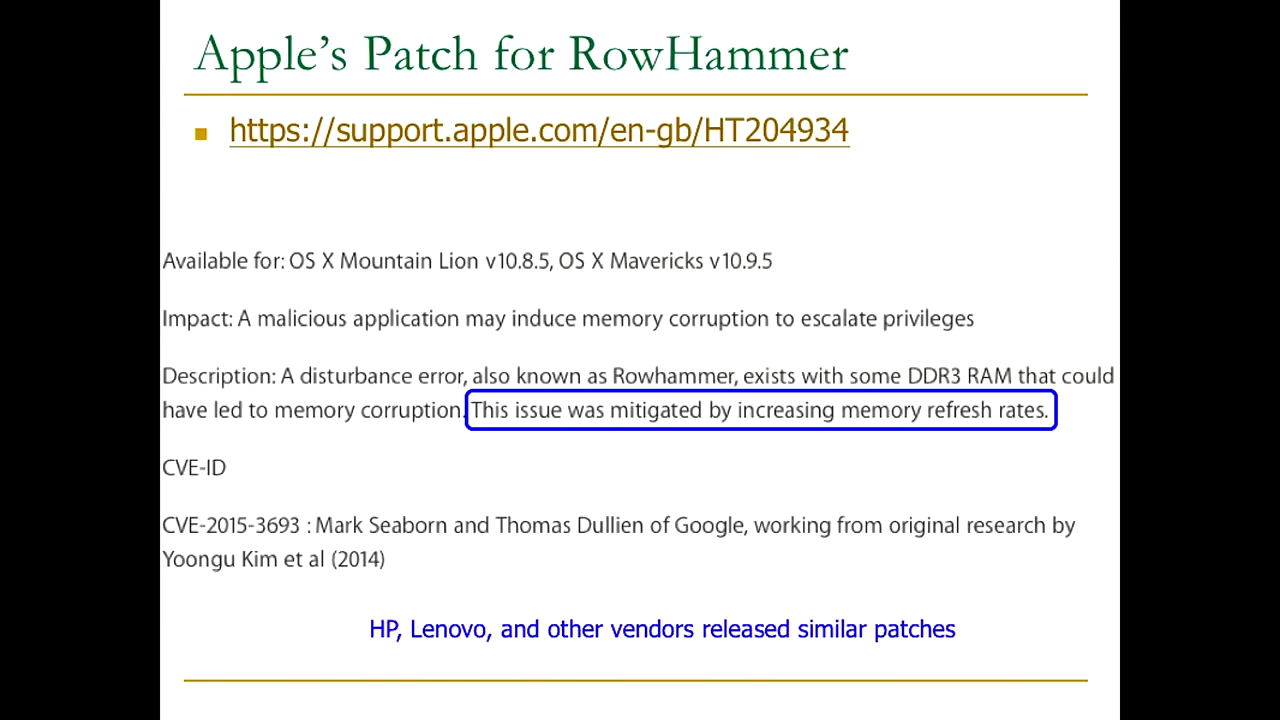 Apple's Patch for RowHammer
https://support.apple.com/en-gb/HT204934
Available for: OS X Mountain Lion v10.8.5, OS X Mavericks v10.9.5
Impact: A malicious application may induce memory corruption to escalate privileges
Description: A disturbance error, also known as Rowhammer, exists with some DDR3 RAM that could
have led to memory corruption. This issue was mitigated by increasing memory refresh rates.
CVE-ID
CVE-2015-3693 : Mark Seaborn and Thomas Dullien of Google, working from original research by
Yoongu Kim et al (2014)
HP, Lenovo, and other vendors released similar patches